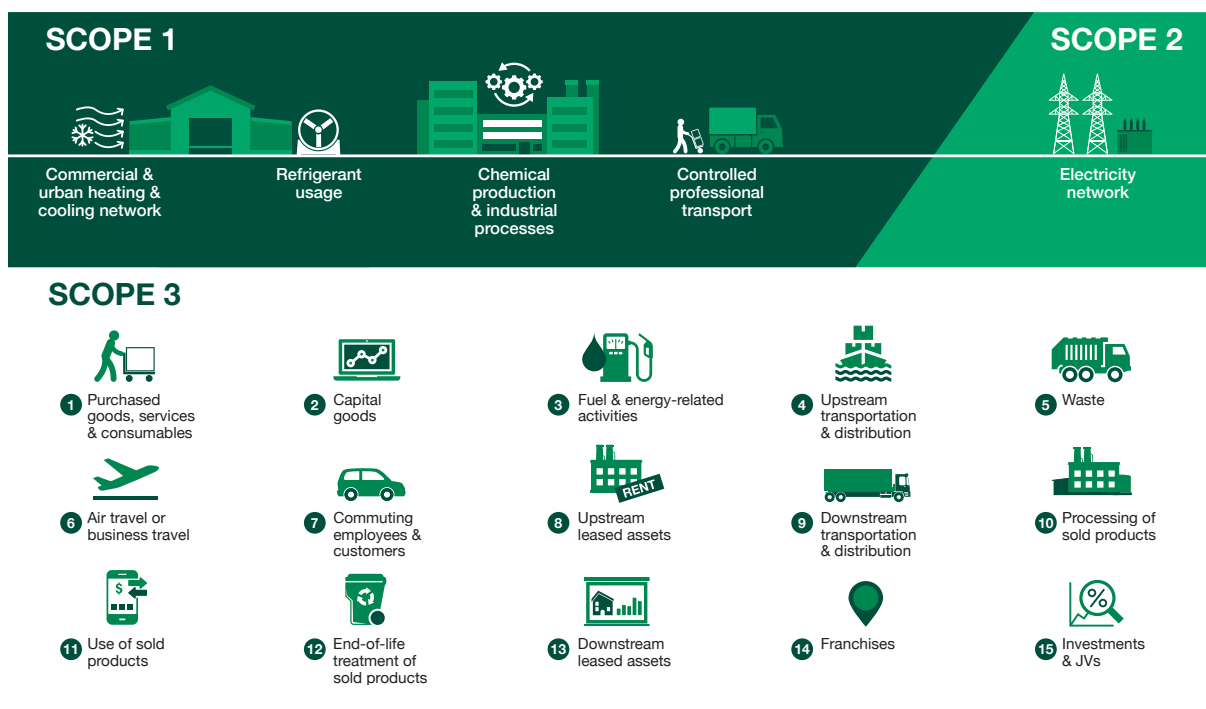 SCOPE 1
SCOPE 2
Commercial &
urban heating &
cooling network
Refrigerant
usage
Chemical
production
& industrial
processes
Controlled
professional
transport
Electricity
network
SCOPE 3
1 Purchased
goods, services
& consumables
2 Capital
goods
3 Fuel & energy-related
activities
4 Upstream
transportation
& distribution
5 Waste
6 Air travel or
business travel
7 Commuting
employees &
customers
RENT
8 Upstream
leased assets
9 Downstream
transportation
& distribution
10 Processing of
sold products
$
11 Use of sold
products
12 End-of-life
treatment of
sold products
13 Downstream
leased assets
14 Franchises
%
15 Investments
& JVs